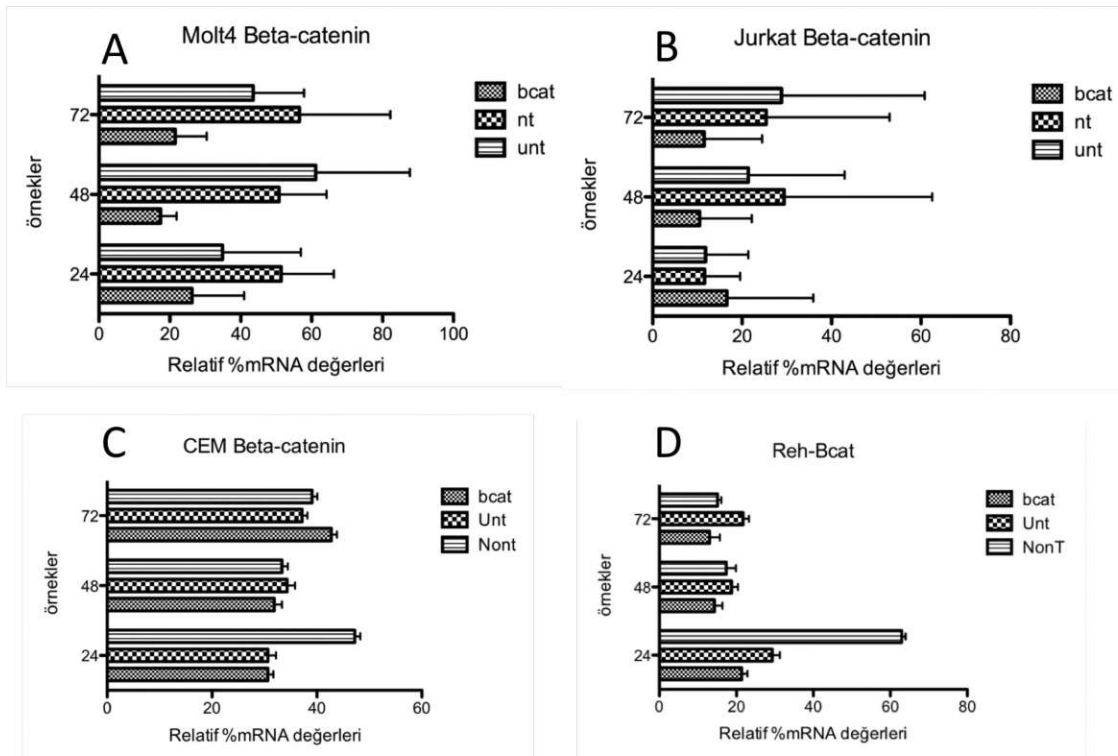 A
Molt4 Beta-catenin
bcat
nt
unt
72
48
24
örnekler
0 20 40 60 80 100
Relatif %mRNA değerleri
B
Jurkat Beta-catenin
bcat
nt
unt
72
48
24
örnekler
0 20 40 60 80
Relatif %mRNA değerleri
C
CEM Beta-catenin
bcat
Unt
Nont
72
48
24
örnekler
0 20 40 60
Relatif %mRNA değerleri
D
Reh-Bcat
bcat
Unt
NonT
72
48
24
örnekler
0 20 40 60 80
Relatif %mRNA değerleri